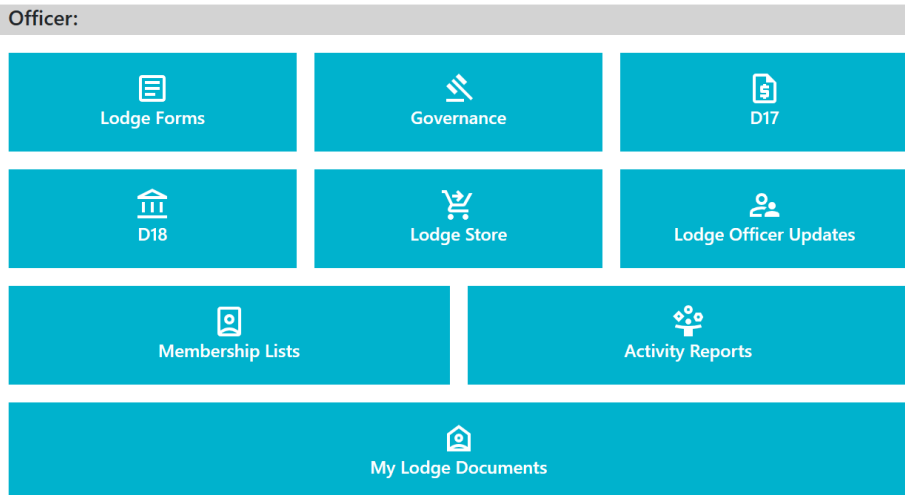 Officer:
Lodge Forms
Governance
D17
D18
Lodge Store
Lodge Officer Updates
Membership Lists
Activity Reports
My Lodge Documents